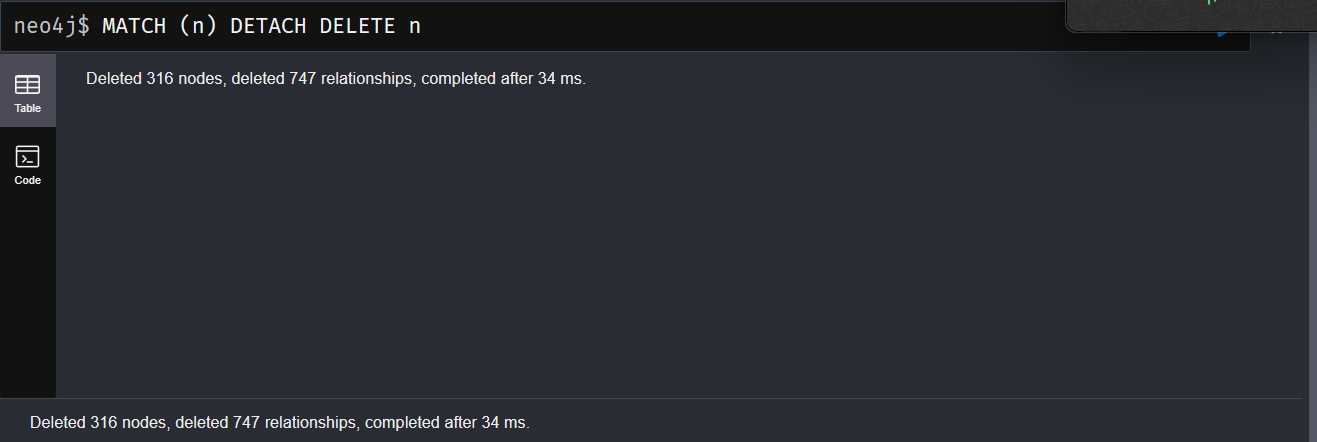 neo4j$ MATCH (n) DETACH DELETE n
Deleted 316 nodes, deleted 747 relationships, completed after 34 ms.
Table
Code
Deleted 316 nodes, deleted 747 relationships, completed after 34 ms.